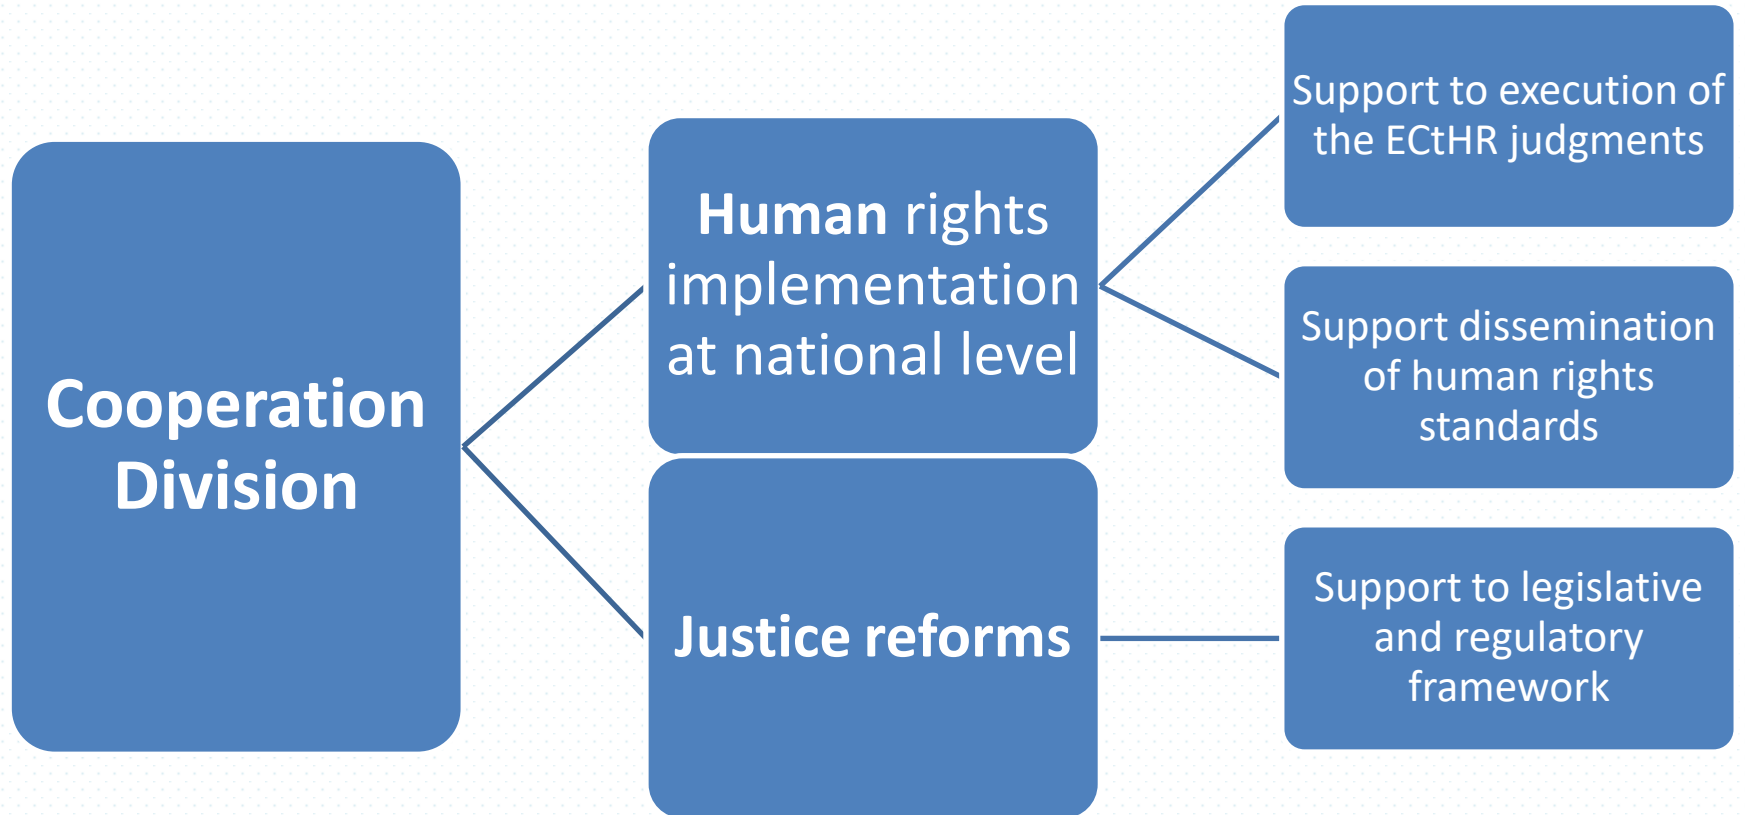 Cooperation
Division
Human rights
implementation
at national level
Justice reforms
Support to execution of
the ECtHR judgments
Support dissemination
of human rights
standards
Support to legislative
and regulatory
framework